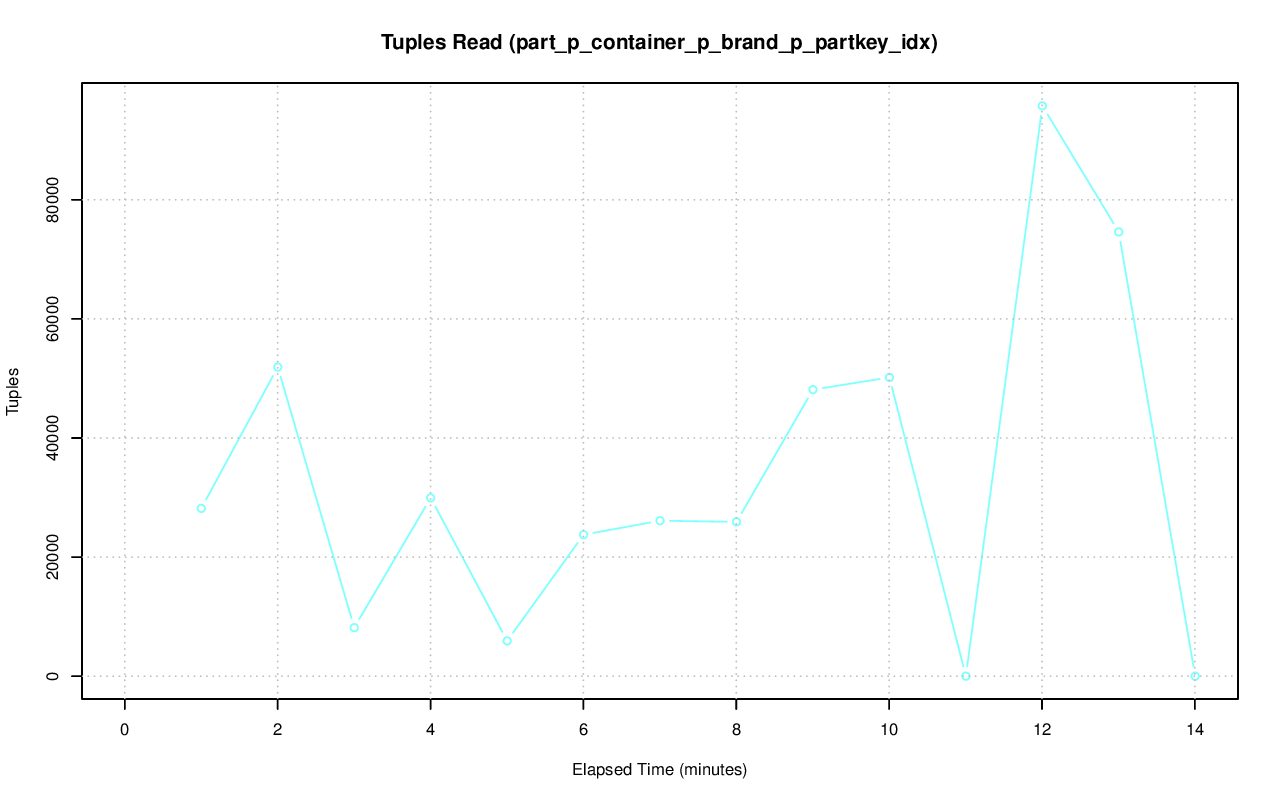 Tuples Read (part_p_container_p_brand_p_partkey_idx)
80000
60000
40000
20000
0
Tuples
0 2 4 6 8 10 12 14
Elapsed Time (minutes)